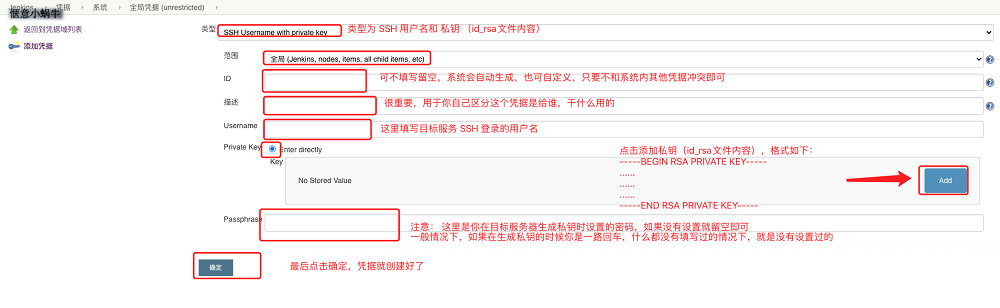 Jenkins › 凭据 › 系统 › 全局凭据 (unrestricted) ›
惬意小蜗牛
返回到凭据域列表
添加凭据
类型 SSH Username with private key 类型为 SSH 用户名和 私钥 （id_rsa文件内容）
范围 全局 (Jenkins, nodes, items, all child items, etc)
ID 可不填写留空，系统会自动生成，也可自定义，只要不和系统内其他凭据冲突即可
描述 很重要，用于你自己区分这个凭据是给谁，干什么用的
Username 这里填写目标服务 SSH 登录的用户名
Private Key Enter directly
Key
No Stored Value
点击添加私钥（id_rsa文件内容），格式如下：
-----BEGIN RSA PRIVATE KEY-----
......
......
......
-----END RSA PRIVATE KEY-----
Add
Passphrase
注意： 这里是你在目标服务器生成私钥时设置的密码，如果没有设置就留空即可
一般情况下，如果在生成私钥的时候你是一路回车，什么都没有填写过的情况下，就是没有设置过的
确定 最后点击确定，凭据就创建好了